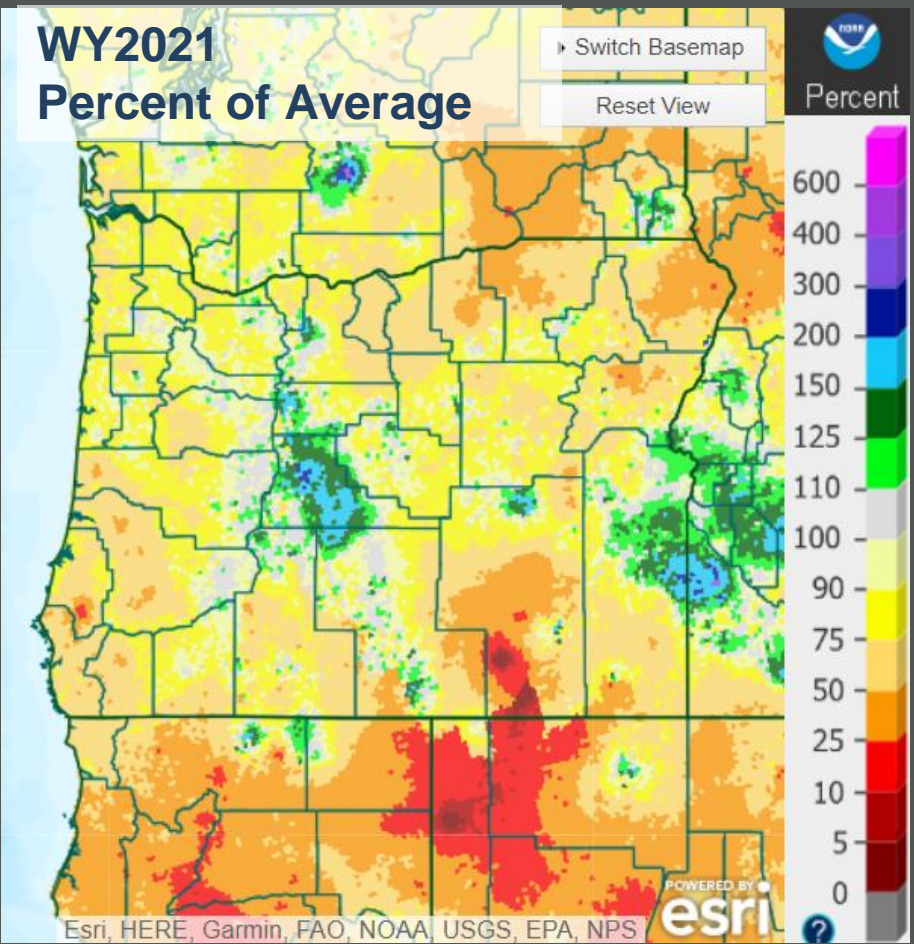 WY2021
Percent of Average
Switch Basemap
Reset View
NOAA
Percent
600
400
300
200
150
125
110
100
90
75
50
25
10
5
0
POWERED BY
esri
Esri, HERE, Garmin, FAO, NOAA, USGS, EPA, NPS
?